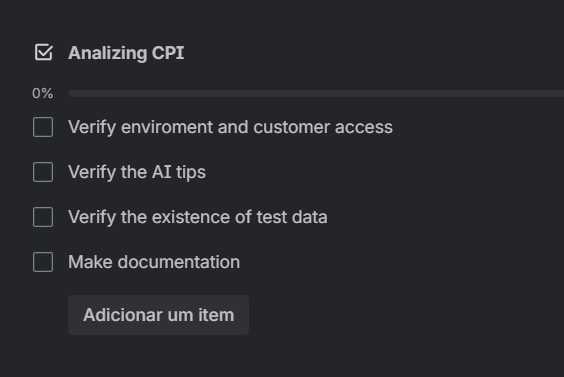 Analizing CPI
0%
Verify enviroment and customer access
Verify the AI tips
Verify the existence of test data
Make documentation
Adicionar um item